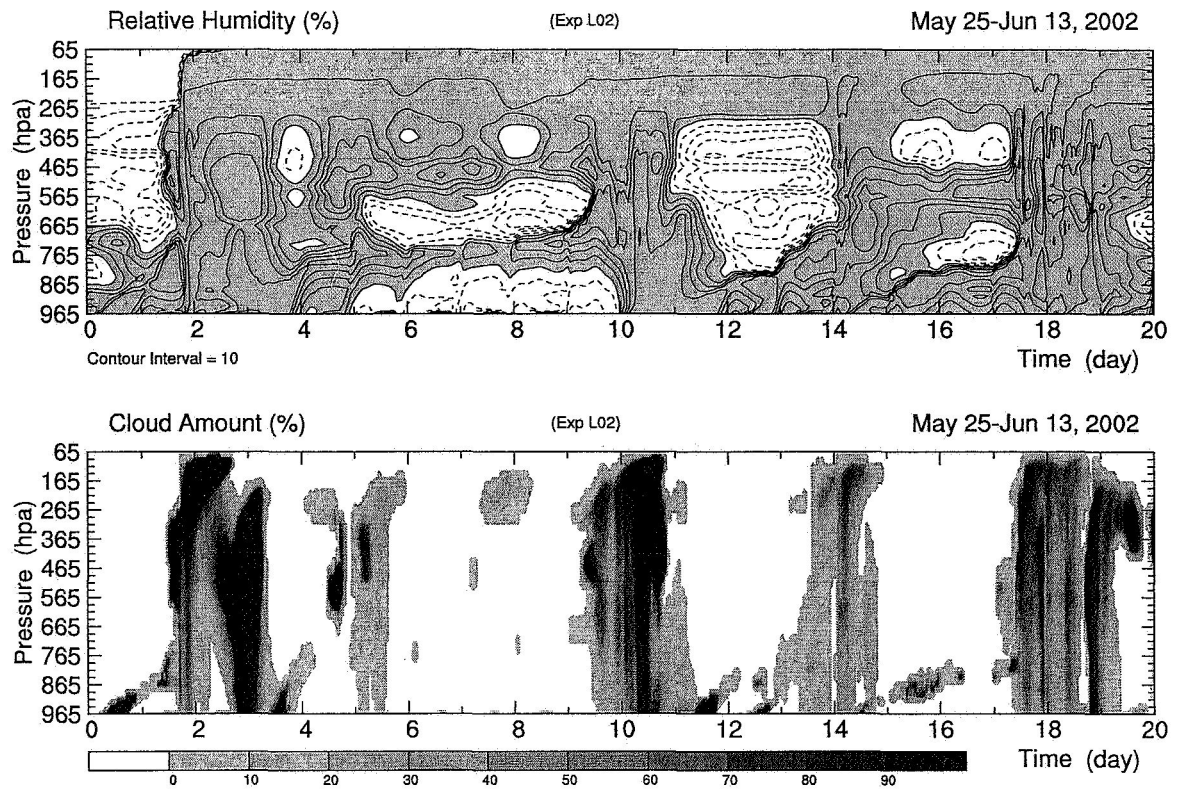 Relative Humidity (%) (Exp L02) May 25-Jun 13, 2002
Pressure (hpa)
65
165
265
365
465
565
665
765
865
965
0 2 4 6 8 10 12 14 16 18 20
Contour Interval = 10 Time (day)
Cloud Amount (%) (Exp L02) May 25-Jun 13, 2002
Pressure (hpa)
65
165
265
365
465
565
665
765
865
965
0 2 4 6 8 10 12 14 16 18 20
Time (day)
0 10 20 30 40 50 60 70 80 90